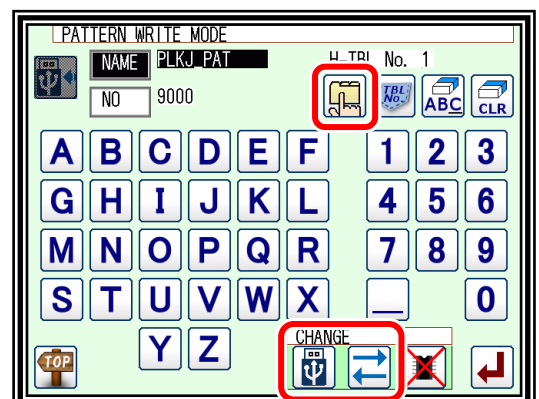 PATTERN WRITE MODE
NAME PLKJ_PAT H-TBL No. 1
NO 9000 TBL No. ABC CLR
A B C D E F 1 2 3
G H I J K L 4 5 6
M N O P Q R 7 8 9
S T U V W X _ 0
Y Z CHANGE
TOP